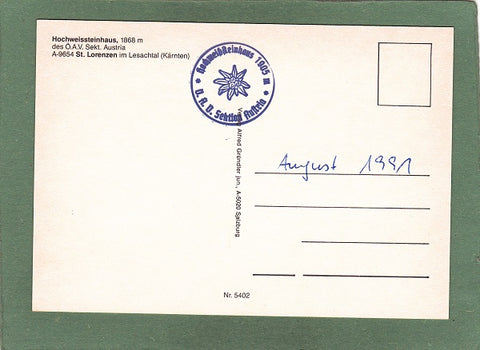 Hochweissteinhaus, 1868 m
des Ö.A.V. Sekt. Austria
A-9654 St. Lorenzen im Lesachtal (Kärnten)
Hochweißsteinhaus 1905 m
Ö. A. V. Sektion Austria
Verlag Alfred Gründler jun., A-5020 Salzburg
August 1991
Nr. 5402